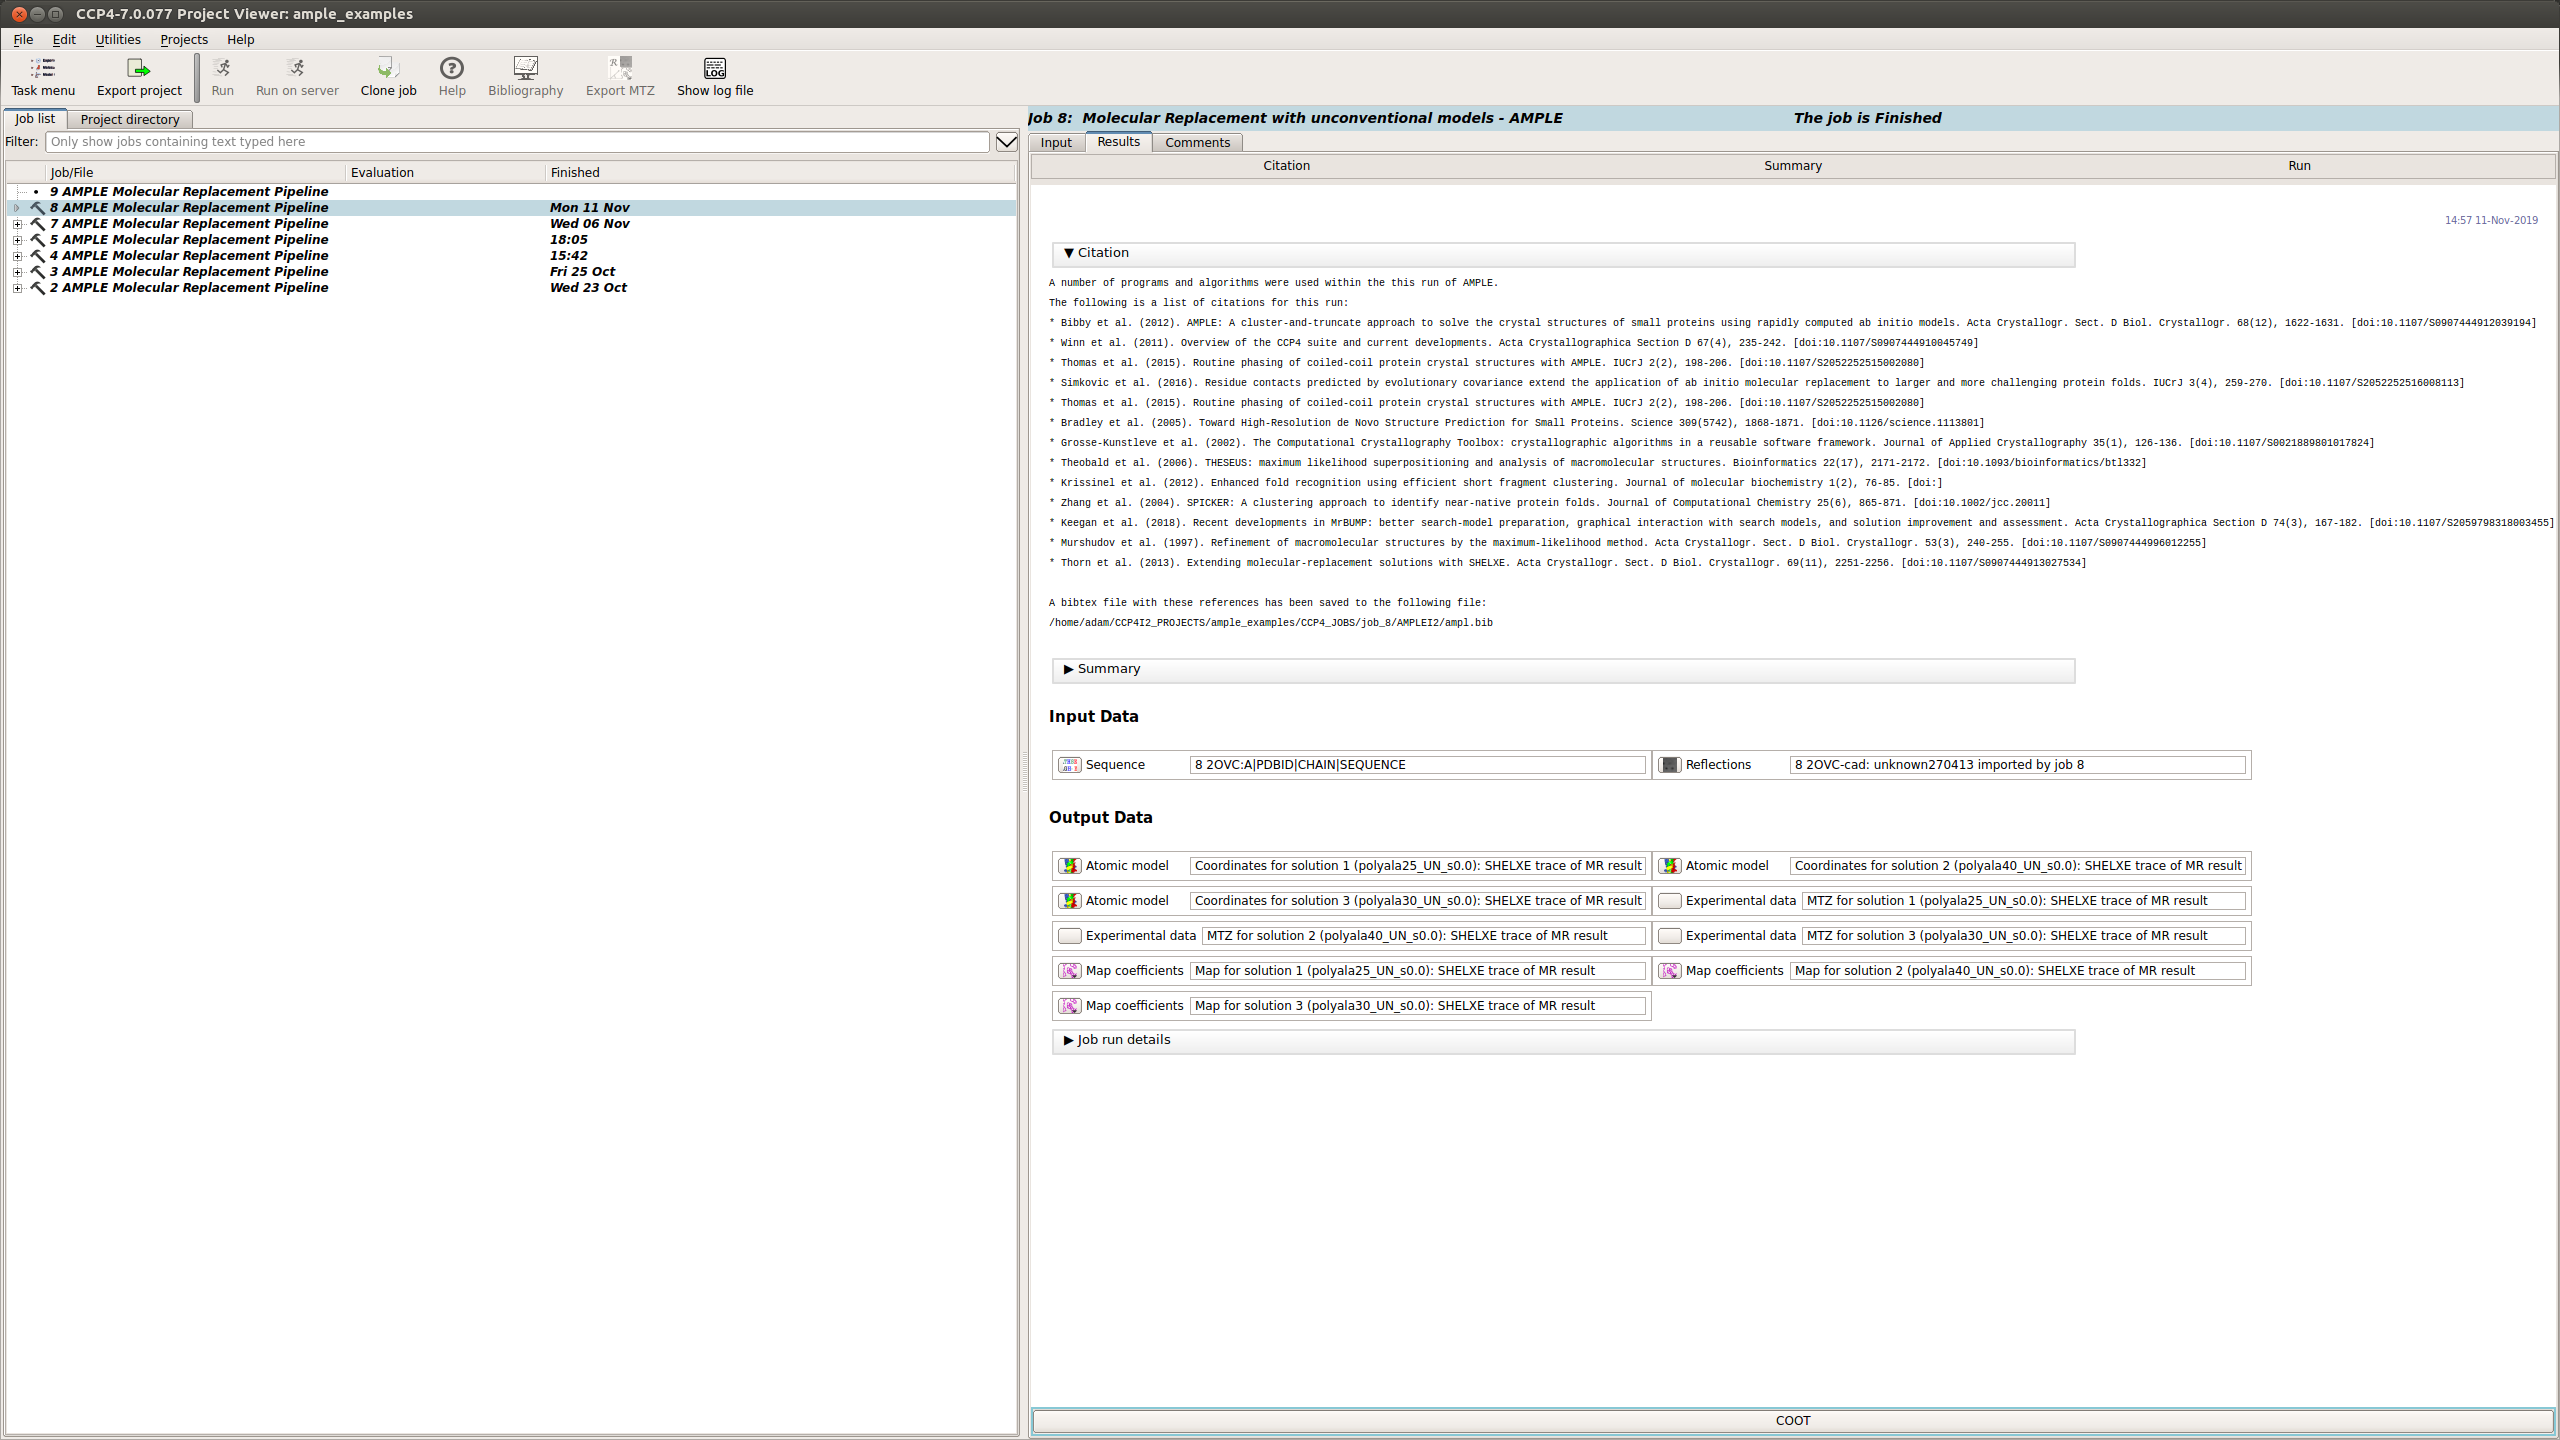 CCP4-7.0.077 Project Viewer: ample_examples
File Edit Utilities Projects Help
Task menu Export project Run Run on server Clone job Help Bibliography Export MTZ Show log file
Job list Project directory
Filter: Only show jobs containing text typed here
Job/File Evaluation Finished
9 AMPLE Molecular Replacement Pipeline
8 AMPLE Molecular Replacement Pipeline Mon 11 Nov
7 AMPLE Molecular Replacement Pipeline Wed 06 Nov
5 AMPLE Molecular Replacement Pipeline 18:05
4 AMPLE Molecular Replacement Pipeline 15:42
3 AMPLE Molecular Replacement Pipeline Fri 25 Oct
2 AMPLE Molecular Replacement Pipeline Wed 23 Oct
Job 8: Molecular Replacement with unconventional models - AMPLE The job is Finished
Input Results Comments
Citation Summary Run
14:57 11-Nov-2019
▼ Citation
A number of programs and algorithms were used within the this run of AMPLE.
The following is a list of citations for this run:
* Bibby et al. (2012). AMPLE: A cluster-and-truncate approach to solve the crystal structures of small proteins using rapidly computed ab initio models. Acta Crystallogr. Sect. D Biol. Crystallogr. 68(12), 1622-1631. [doi:10.1107/S0907444912039194]
* Winn et al. (2011). Overview of the CCP4 suite and current developments. Acta Crystallographica Section D 67(4), 235-242. [doi:10.1107/S0907444910045749]
* Thomas et al. (2015). Routine phasing of coiled-coil protein crystal structures with AMPLE. IUCrJ 2(2), 198-206. [doi:10.1107/S2052252515002080]
* Simkovic et al. (2016). Residue contacts predicted by evolutionary covariance extend the application of ab initio molecular replacement to larger and more challenging protein folds. IUCrJ 3(4), 259-270. [doi:10.1107/S2052252516008113]
* Thomas et al. (2015). Routine phasing of coiled-coil protein crystal structures with AMPLE. IUCrJ 2(2), 198-206. [doi:10.1107/S2052252515002080]
* Bradley et al. (2005). Toward High-Resolution de Novo Structure Prediction for Small Proteins. Science 309(5742), 1868-1871. [doi:10.1126/science.1113801]
* Grosse-Kunstleve et al. (2002). The Computational Crystallography Toolbox: crystallographic algorithms in a reusable software framework. Journal of Applied Crystallography 35(1), 126-136. [doi:10.1107/S0021889801017824]
* Theobald et al. (2006). THESEUS: maximum likelihood superpositioning and analysis of macromolecular structures. Bioinformatics 22(17), 2171-2172. [doi:10.1093/bioinformatics/btl332]
* Krissinel et al. (2012). Enhanced fold recognition using efficient short fragment clustering. Journal of molecular biochemistry 1(2), 76-85. [doi:]
* Zhang et al. (2004). SPICKER: A clustering approach to identify near-native protein folds. Journal of Computational Chemistry 25(6), 865-871. [doi:10.1002/jcc.20011]
* Keegan et al. (2018). Recent developments in MrBUMP: better search-model preparation, graphical interaction with search models, and solution improvement and assessment. Acta Crystallographica Section D 74(3), 167-182. [doi:10.1107/S2059798318003455]
* Murshudov et al. (1997). Refinement of macromolecular structures by the maximum-likelihood method. Acta Crystallogr. Sect. D Biol. Crystallogr. 53(3), 240-255. [doi:10.1107/S0907444996012255]
* Thorn et al. (2013). Extending molecular-replacement solutions with SHELXE. Acta Crystallogr. Sect. D Biol. Crystallogr. 69(11), 2251-2256. [doi:10.1107/S0907444913027534]
A bibtex file with these references has been saved to the following file:
/home/adam/CCP4I2_PROJECTS/ample_examples/CCP4_JOBS/job_8/AMPLEI2/ampl.bib
▶ Summary
Input Data
Sequence 8 2OVC:A|PDBID|CHAIN|SEQUENCE Reflections 8 2OVC-cad: unknown270413 imported by job 8
Output Data
Atomic model Coordinates for solution 1 (polyala25_UN_s0.0): SHELXE trace of MR result Atomic model Coordinates for solution 2 (polyala40_UN_s0.0): SHELXE trace of MR result
Atomic model Coordinates for solution 3 (polyala30_UN_s0.0): SHELXE trace of MR result Experimental data MTZ for solution 1 (polyala25_UN_s0.0): SHELXE trace of MR result
Experimental data MTZ for solution 2 (polyala40_UN_s0.0): SHELXE trace of MR result Experimental data MTZ for solution 3 (polyala30_UN_s0.0): SHELXE trace of MR result
Map coefficients Map for solution 1 (polyala25_UN_s0.0): SHELXE trace of MR result Map coefficients Map for solution 2 (polyala40_UN_s0.0): SHELXE trace of MR result
Map coefficients Map for solution 3 (polyala30_UN_s0.0): SHELXE trace of MR result
▶ Job run details
COOT